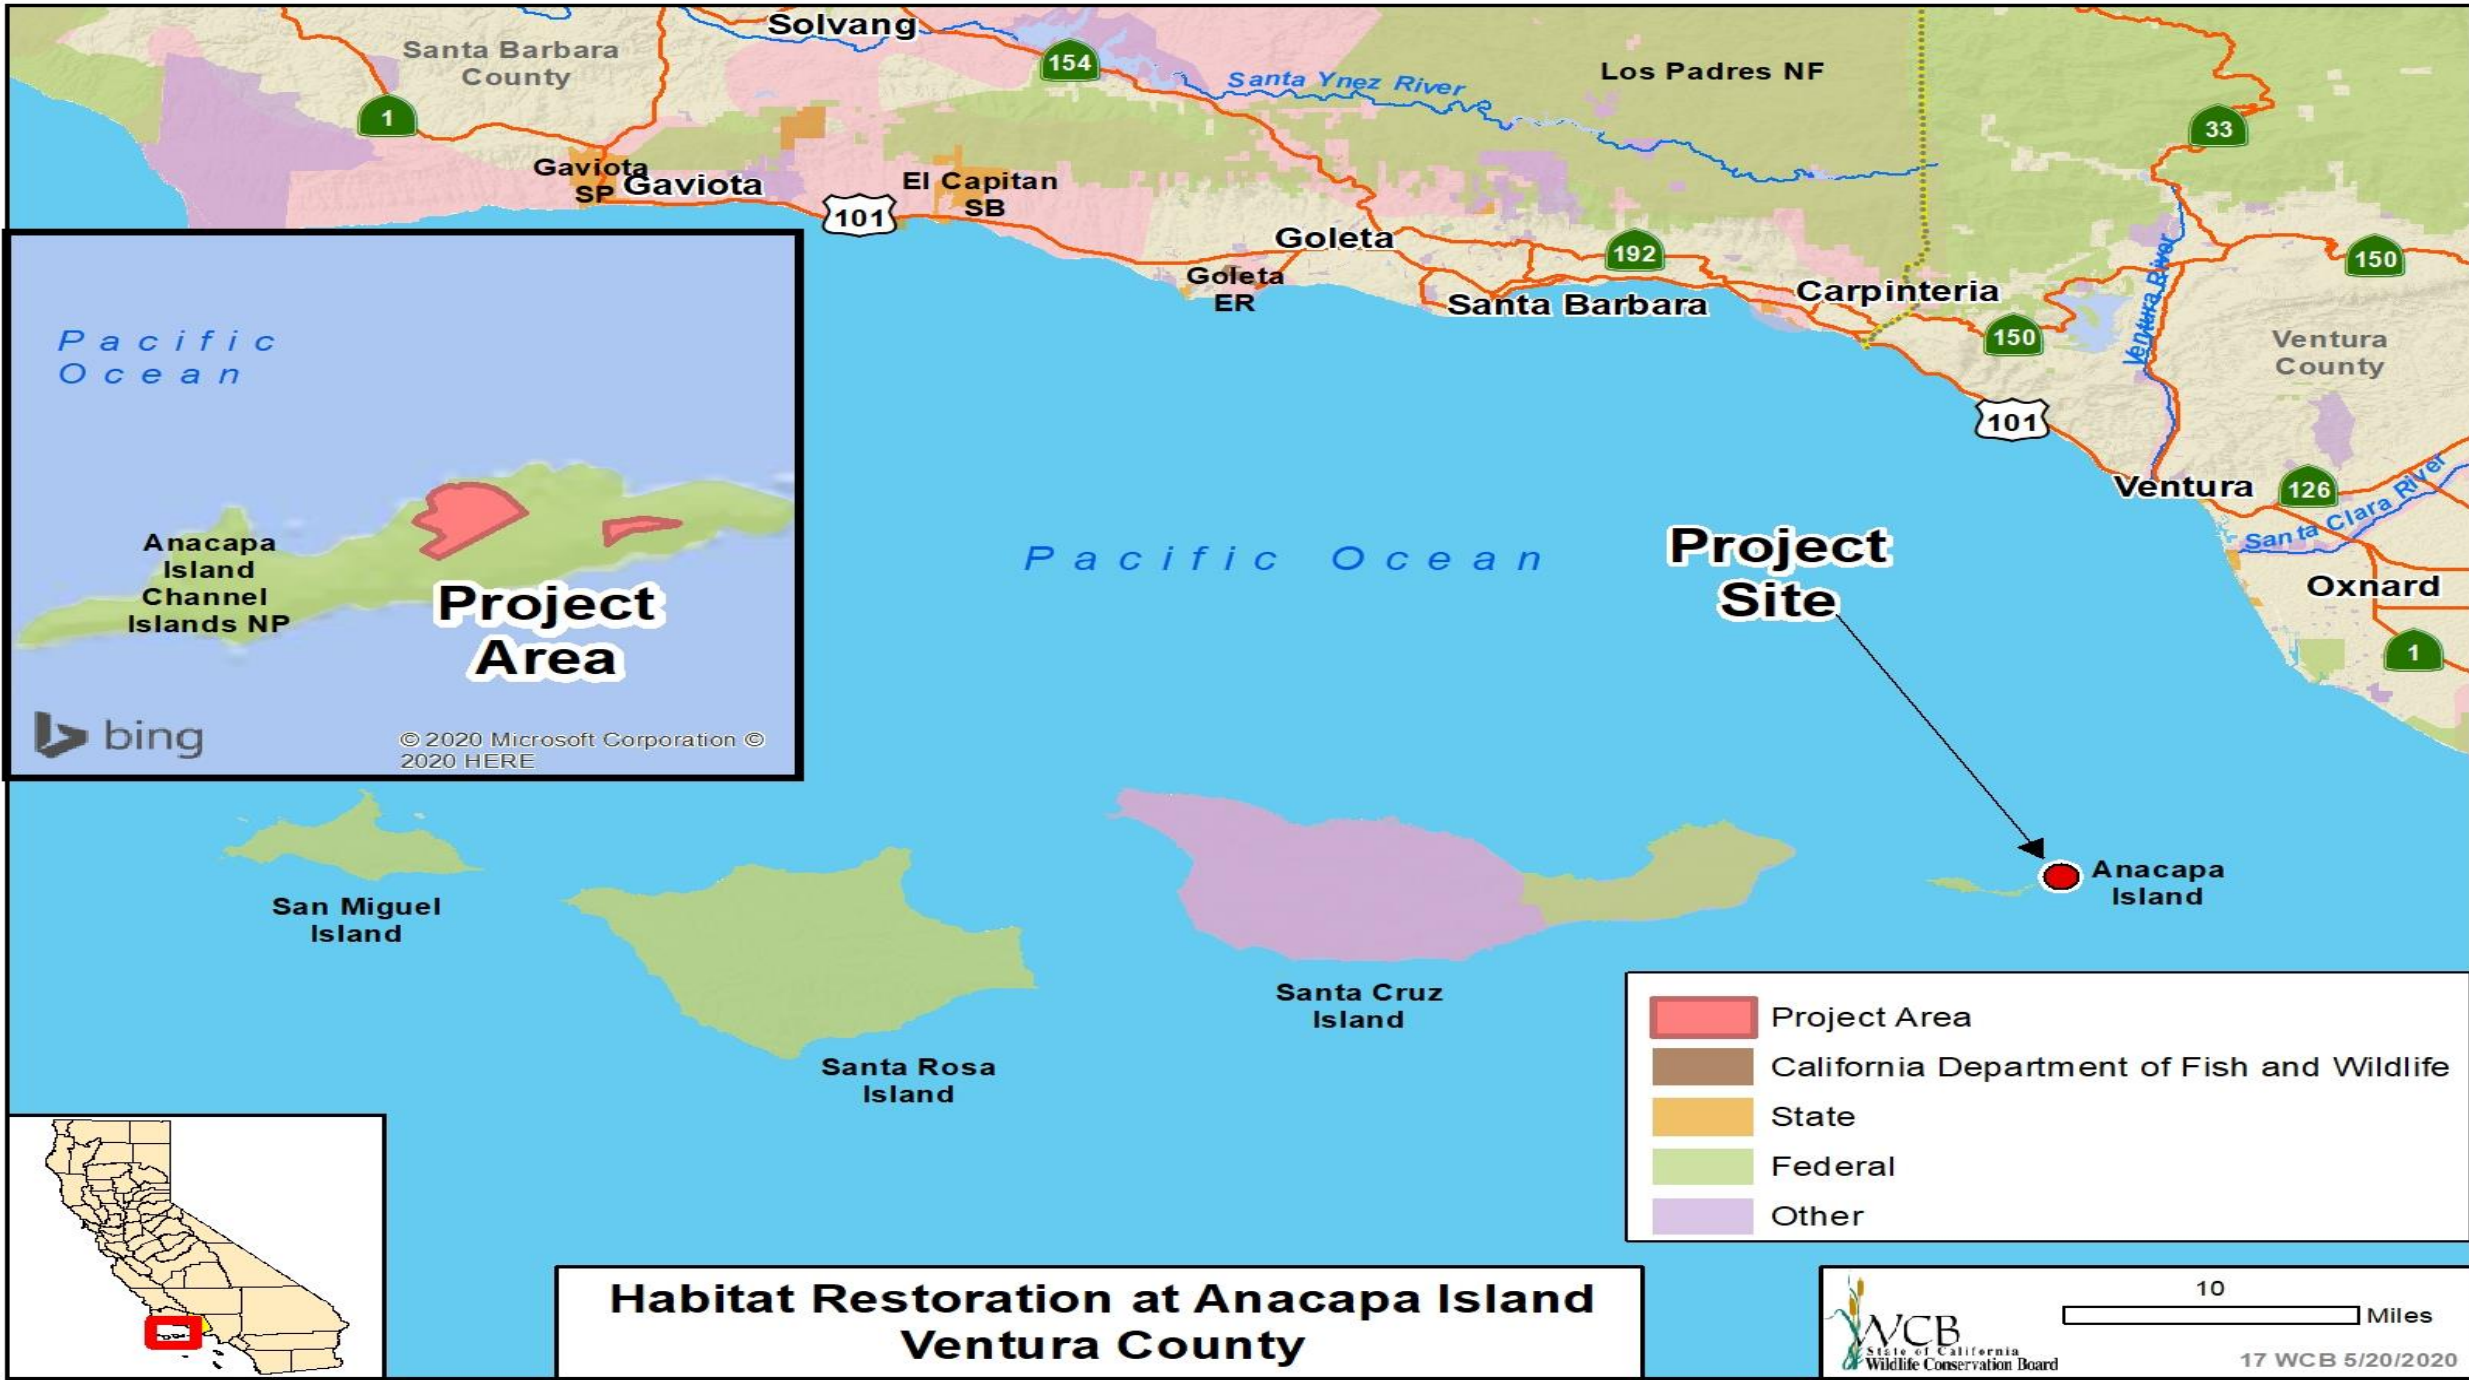 Solvang
Santa Barbara
County
154
Santa Ynez River
Los Padres NF
1
33
Gaviota
SP
Gaviota
El Capitan
SB
101
Goleta
Goleta
ER
192
150
Santa Barbara
Carpinteria
150
Ventura River
Ventura
County
101
Ventura
126
Santa Clara River
Oxnard
1
Pacific
Ocean
Anacapa
Island
Channel
Islands NP
Project
Area
bing
© 2020 Microsoft Corporation ©
2020 HERE
Pacific Ocean
Project
Site
San Miguel
Island
Santa Rosa
Island
Santa Cruz
Island
Anacapa
Island
Project Area
California Department of Fish and Wildlife
State
Federal
Other
Habitat Restoration at Anacapa Island
Ventura County
WCB
State of California
Wildlife Conservation Board
10
Miles
17 WCB 5/20/2020